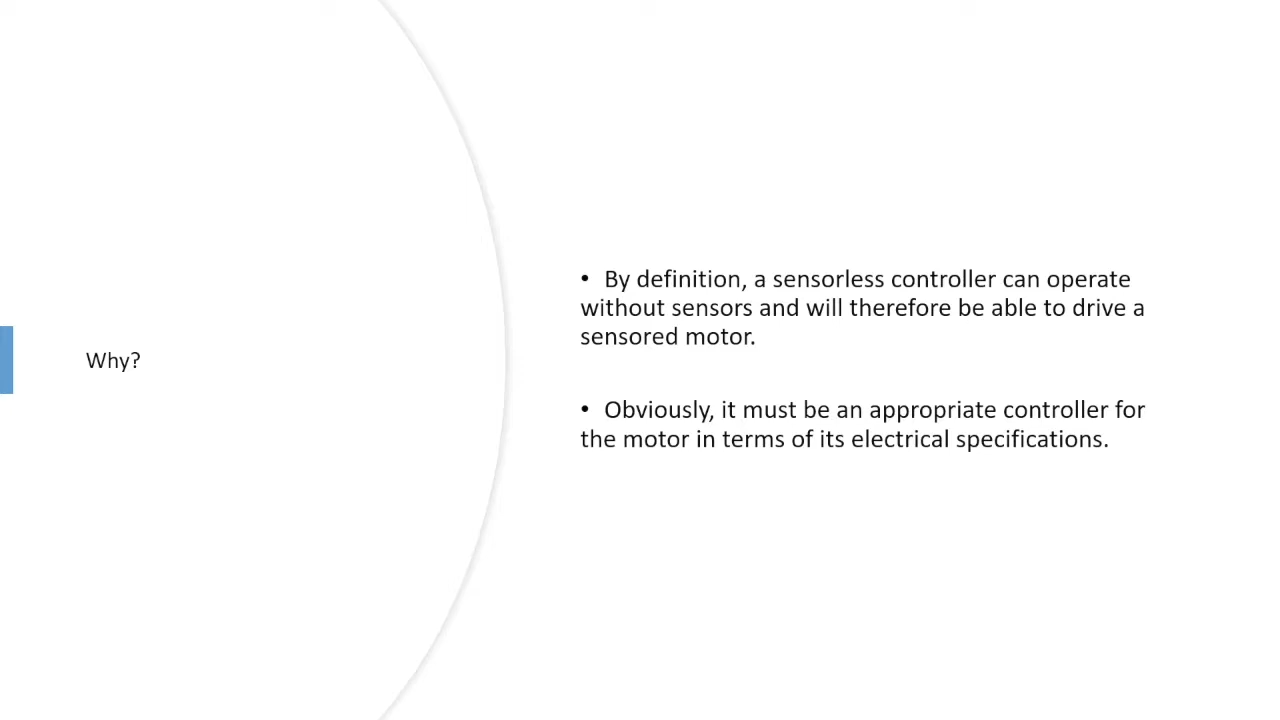 Why?
• By definition, a sensorless controller can operate
without sensors and will therefore be able to drive a
sensored motor.
• Obviously, it must be an appropriate controller for
the motor in terms of its electrical specifications.